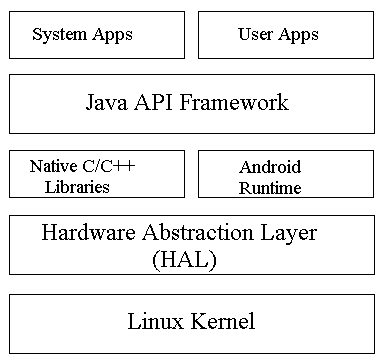 System Apps
User Apps
Java API Framework
Native C/C++
Libraries
Android
Runtime
Hardware Abstraction Layer
(HAL)
Linux Kernel